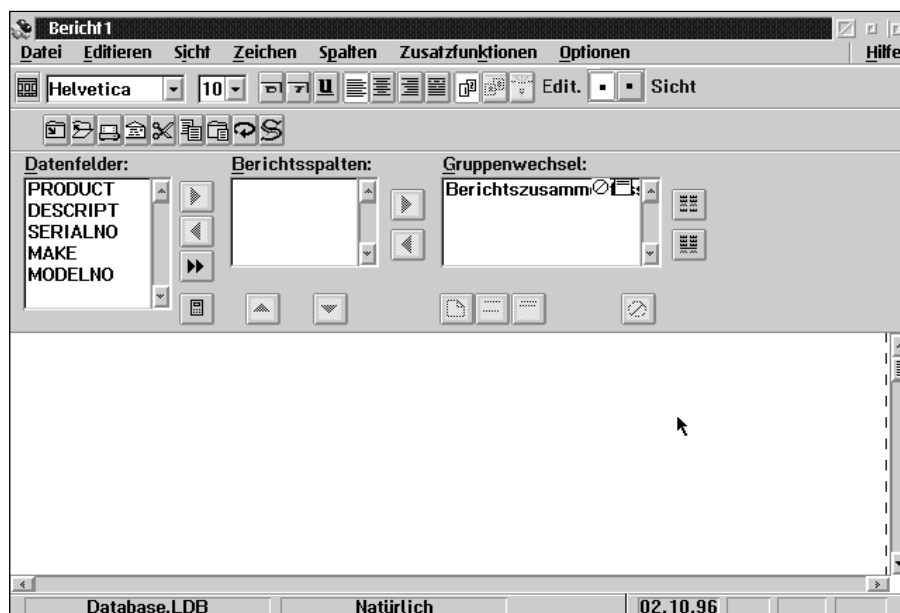 Bericht1
Datei Editieren Sicht Zeichen Spalten Zusatzfunktionen Optionen Hilfe
Helvetica 10 u Edit. Sicht
Datenfelder: Berichtsspalten: Gruppenwechsel:
PRODUCT
DESCRIPT
SERIALNO
MAKE
MODELNO
Database.LDB Natürlich 02.10.96